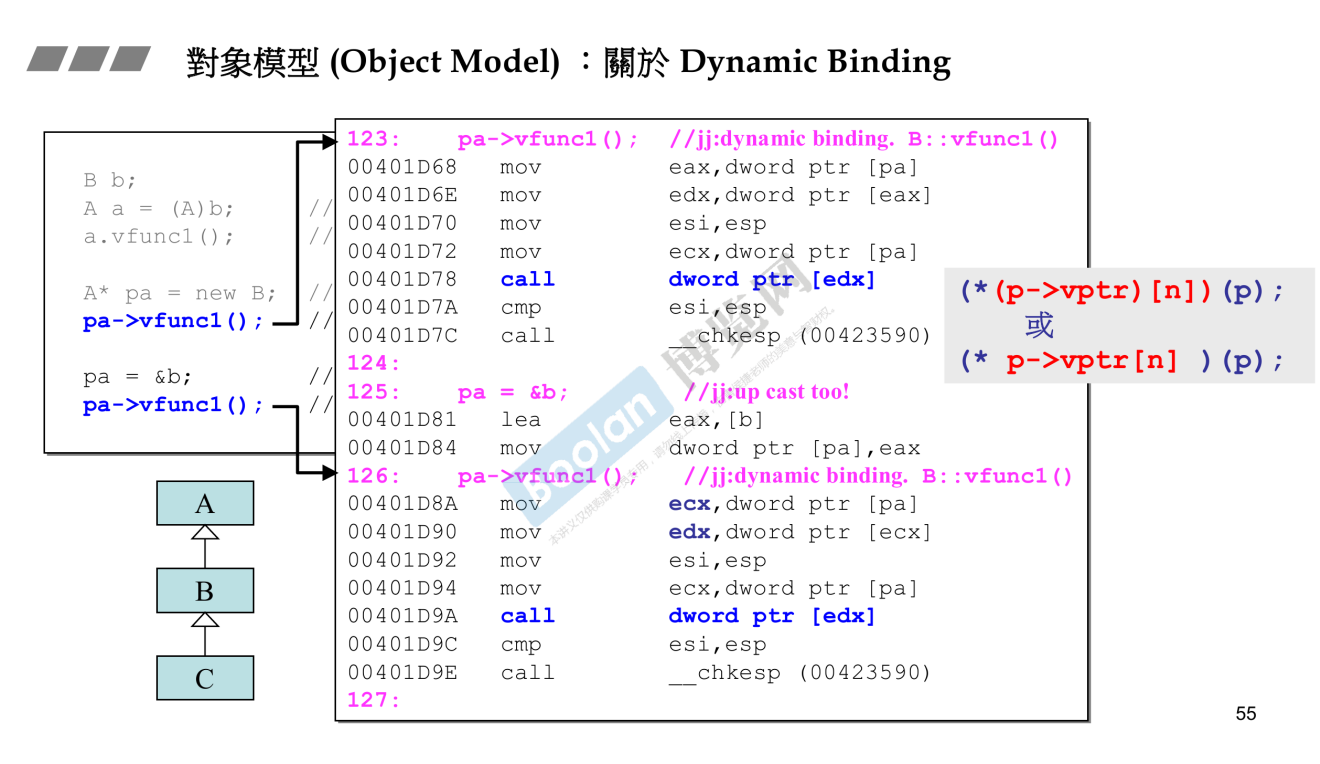 對象模型 (Object Model) ：關於 Dynamic Binding
B b;
A a = (A)b; //
a.vfunc1(); //
A* pa = new B; //
pa->vfunc1(); //
pa = &b; //
pa->vfunc1(); //
123: pa->vfunc1(); //jj:dynamic binding. B::vfunc1()
00401D68 mov eax,dword ptr [pa]
00401D6E mov edx,dword ptr [eax]
00401D70 mov esi,esp
00401D72 mov ecx,dword ptr [pa]
00401D78 call dword ptr [edx]
00401D7A cmp esi,esp
00401D7C call __chkesp (00423590)
124:
125: pa = &b; //jj:up cast too!
00401D81 lea eax,[b]
00401D84 mov dword ptr [pa],eax
126: pa->vfunc1(); //jj:dynamic binding. B::vfunc1()
00401D8A mov ecx,dword ptr [pa]
00401D90 mov edx,dword ptr [ecx]
00401D92 mov esi,esp
00401D94 mov ecx,dword ptr [pa]
00401D9A call dword ptr [edx]
00401D9C cmp esi,esp
00401D9E call __chkesp (00423590)
127:
(*(p->vptr)[n])(p);
或
(* p->vptr[n] )(p);
A
B
C
Boolan
博览网
55